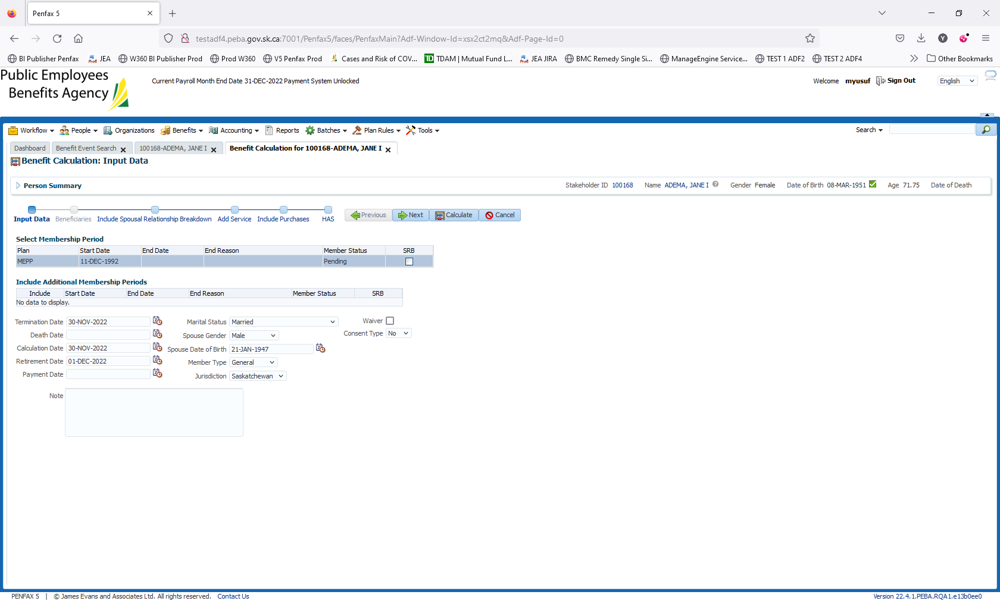 Penfax 5
testadf4.peba.gov.sk.ca:7001/Penfax5/faces/PenfaxMain?Adf-Window-Id=xsx2ct2mq&Adf-Page-Id=0
BI Publisher Penfax JEA W360 BI Publisher Prod Prod W360 V5 Penfax Prod Cases and Risk of COV... TDAM | Mutual Fund L... JEA JIRA BMC Remedy Single Si... ManageEngine Service... TEST 1 ADF2 TEST 2 ADF4 Other Bookmarks
Public Employees
Benefits Agency
Current Payroll Month End Date 31-DEC-2022 Payment System Unlocked
Welcome myusuf Sign Out English
Workflow People Organizations Benefits Accounting Reports Batches Plan Rules Tools Search
Dashboard Benefit Event Search 100168-ADEMA, JANE I Benefit Calculation for 100168-ADEMA, JANE I
Benefit Calculation: Input Data
Person Summary Stakeholder ID 100168 Name ADEMA, JANE I Gender Female Date of Birth 08-MAR-1951 Age 71.75 Date of Death
Input Data Beneficiaries Include Spousal Relationship Breakdown Add Service Include Purchases HAS Previous Next Calculate Cancel
Select Membership Period
Plan Start Date End Date End Reason Member Status SRB
MEPP 11-DEC-1992 Pending
Include Additional Membership Periods
Include Start Date End Date End Reason Member Status SRB
No data to display.
Termination Date 30-NOV-2022 Marital Status Married Waiver
Death Date Spouse Gender Male Consent Type No
Calculation Date 30-NOV-2022 Spouse Date of Birth 21-JAN-1947
Retirement Date 01-DEC-2022 Member Type General
Payment Date Jurisdiction Saskatchewan
Note
PENFAX 5 | © James Evans and Associates Ltd. All rights reserved. Contact Us Version 22.4.1.PEBA.RQA1.e13b0ee0